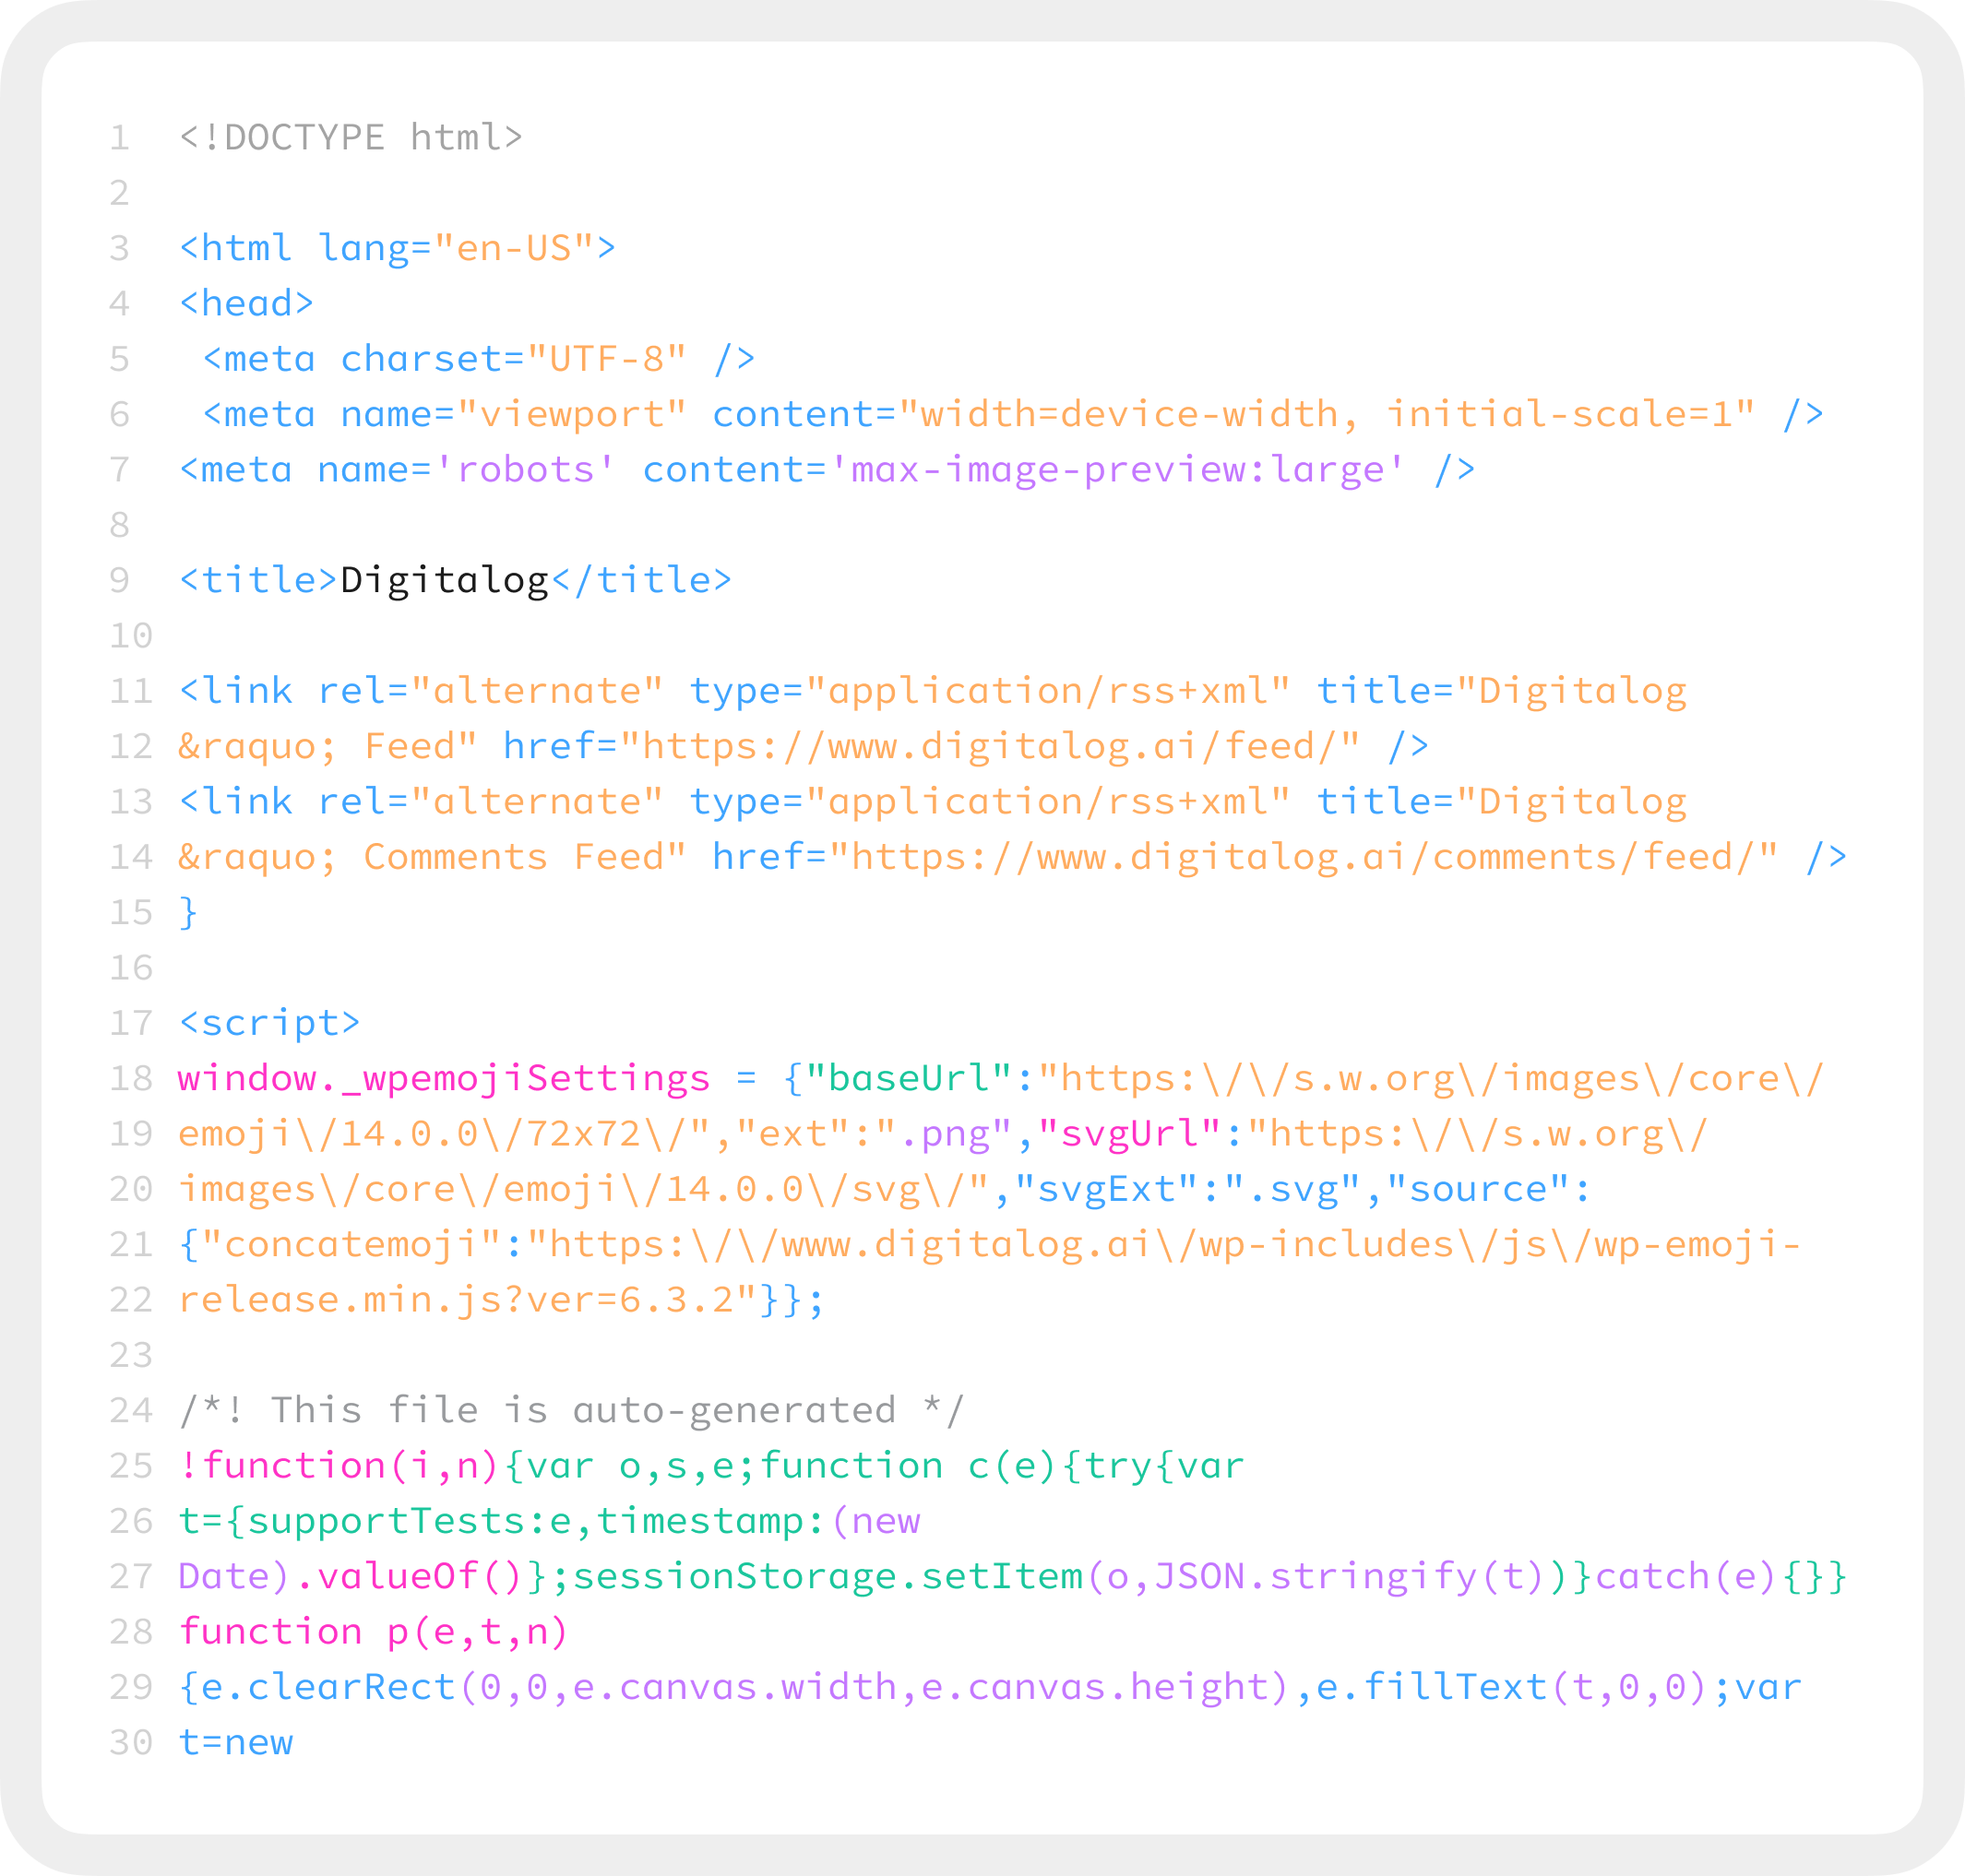 1 <!DOCTYPE html>
2
3 <html lang="en-US">
4 <head>
5  <meta charset="UTF-8" />
6  <meta name="viewport" content="width=device-width, initial-scale=1" />
7 <meta name='robots' content='max-image-preview:large' />
8
9 <title>Digitalog</title>
10
11 <link rel="alternate" type="application/rss+xml" title="Digitalog
12 &raquo; Feed" href="https://www.digitalog.ai/feed/" />
13 <link rel="alternate" type="application/rss+xml" title="Digitalog
14 &raquo; Comments Feed" href="https://www.digitalog.ai/comments/feed/" />
15 }
16
17 <script>
18 window._wpemojiSettings = {"baseUrl":"https:\/\/s.w.org\/images\/core\/
19 emoji\/14.0.0\/72x72\/","ext":".png","svgUrl":"https:\/\/s.w.org\/
20 images\/core\/emoji\/14.0.0\/svg\/","svgExt":".svg","source":
21 {"concatemoji":"https:\/\/www.digitalog.ai\/wp-includes\/js\/wp-emoji-
22 release.min.js?ver=6.3.2"}};
23
24 /*! This file is auto-generated */
25 !function(i,n){var o,s,e;function c(e){try{var
26 t={supportTests:e,timestamp:(new
27 Date).valueOf()};sessionStorage.setItem(o,JSON.stringify(t))}catch(e){}}
28 function p(e,t,n)
29 {e.clearRect(0,0,e.canvas.width,e.canvas.height),e.fillText(t,0,0);var
30 t=new